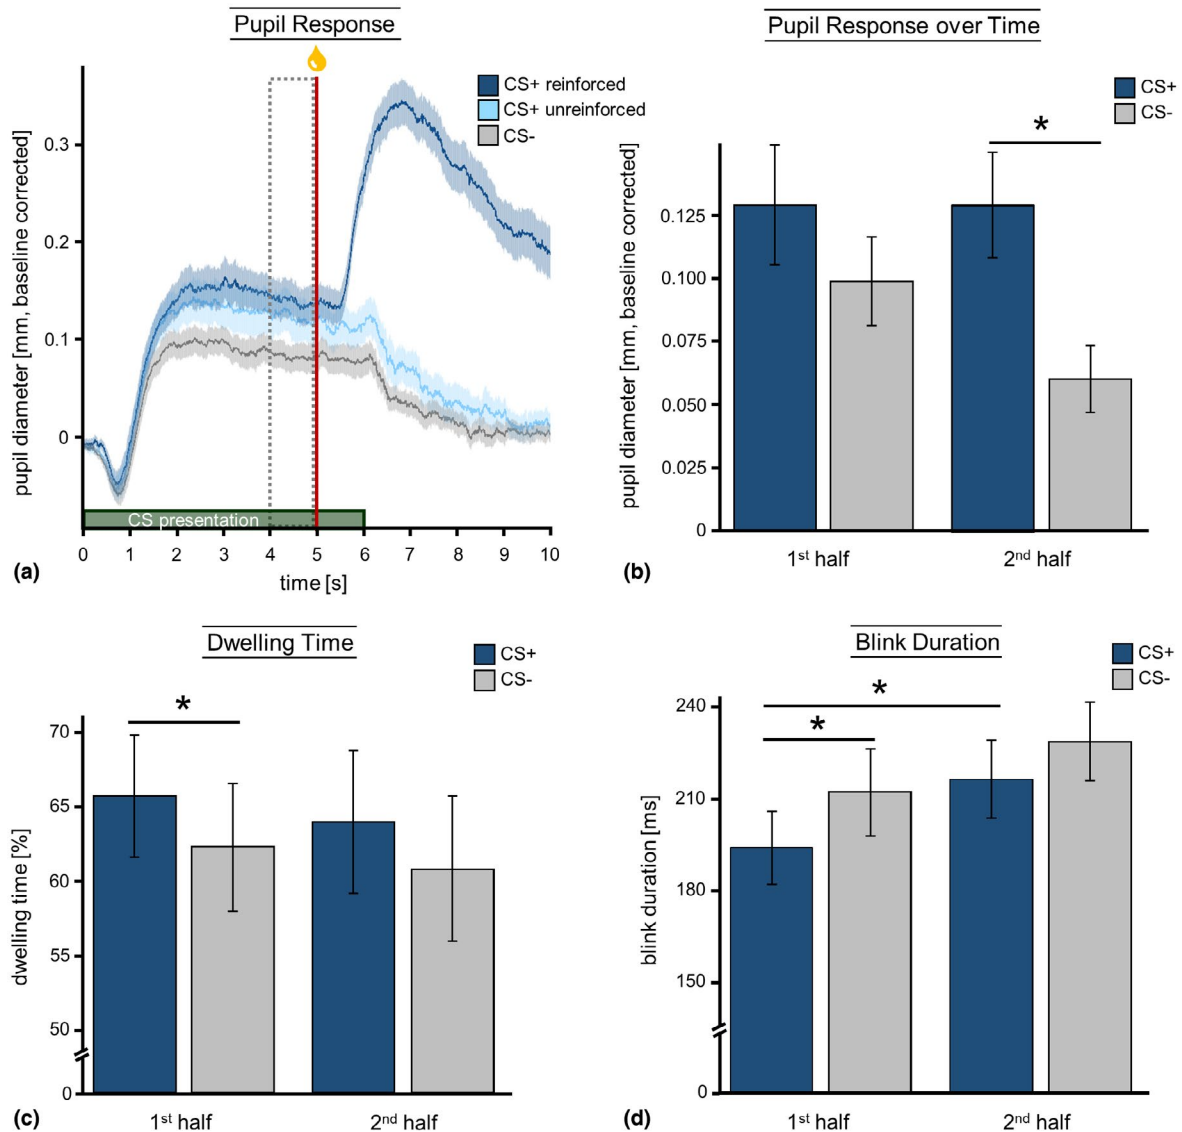 Pupil Response
CS+ reinforced
CS+ unreinforced
CS-
pupil diameter [mm, baseline corrected]
0.3
0.2
0.1
0
CS presentation
0 1 2 3 4 5 6 7 8 9 10
time [s]
(a)
Pupil Response over Time
CS+
CS-
*
pupil diameter [mm, baseline corrected]
0.125
0.100
0.075
0.050
0.025
0
1st half 2nd half
(b)
Dwelling Time
CS+
CS-
*
dwelling time [%]
70
65
60
55
50
0
1st half 2nd half
(c)
Blink Duration
CS+
CS-
*
*
blink duration [ms]
240
210
180
150
0
1st half 2nd half
(d)